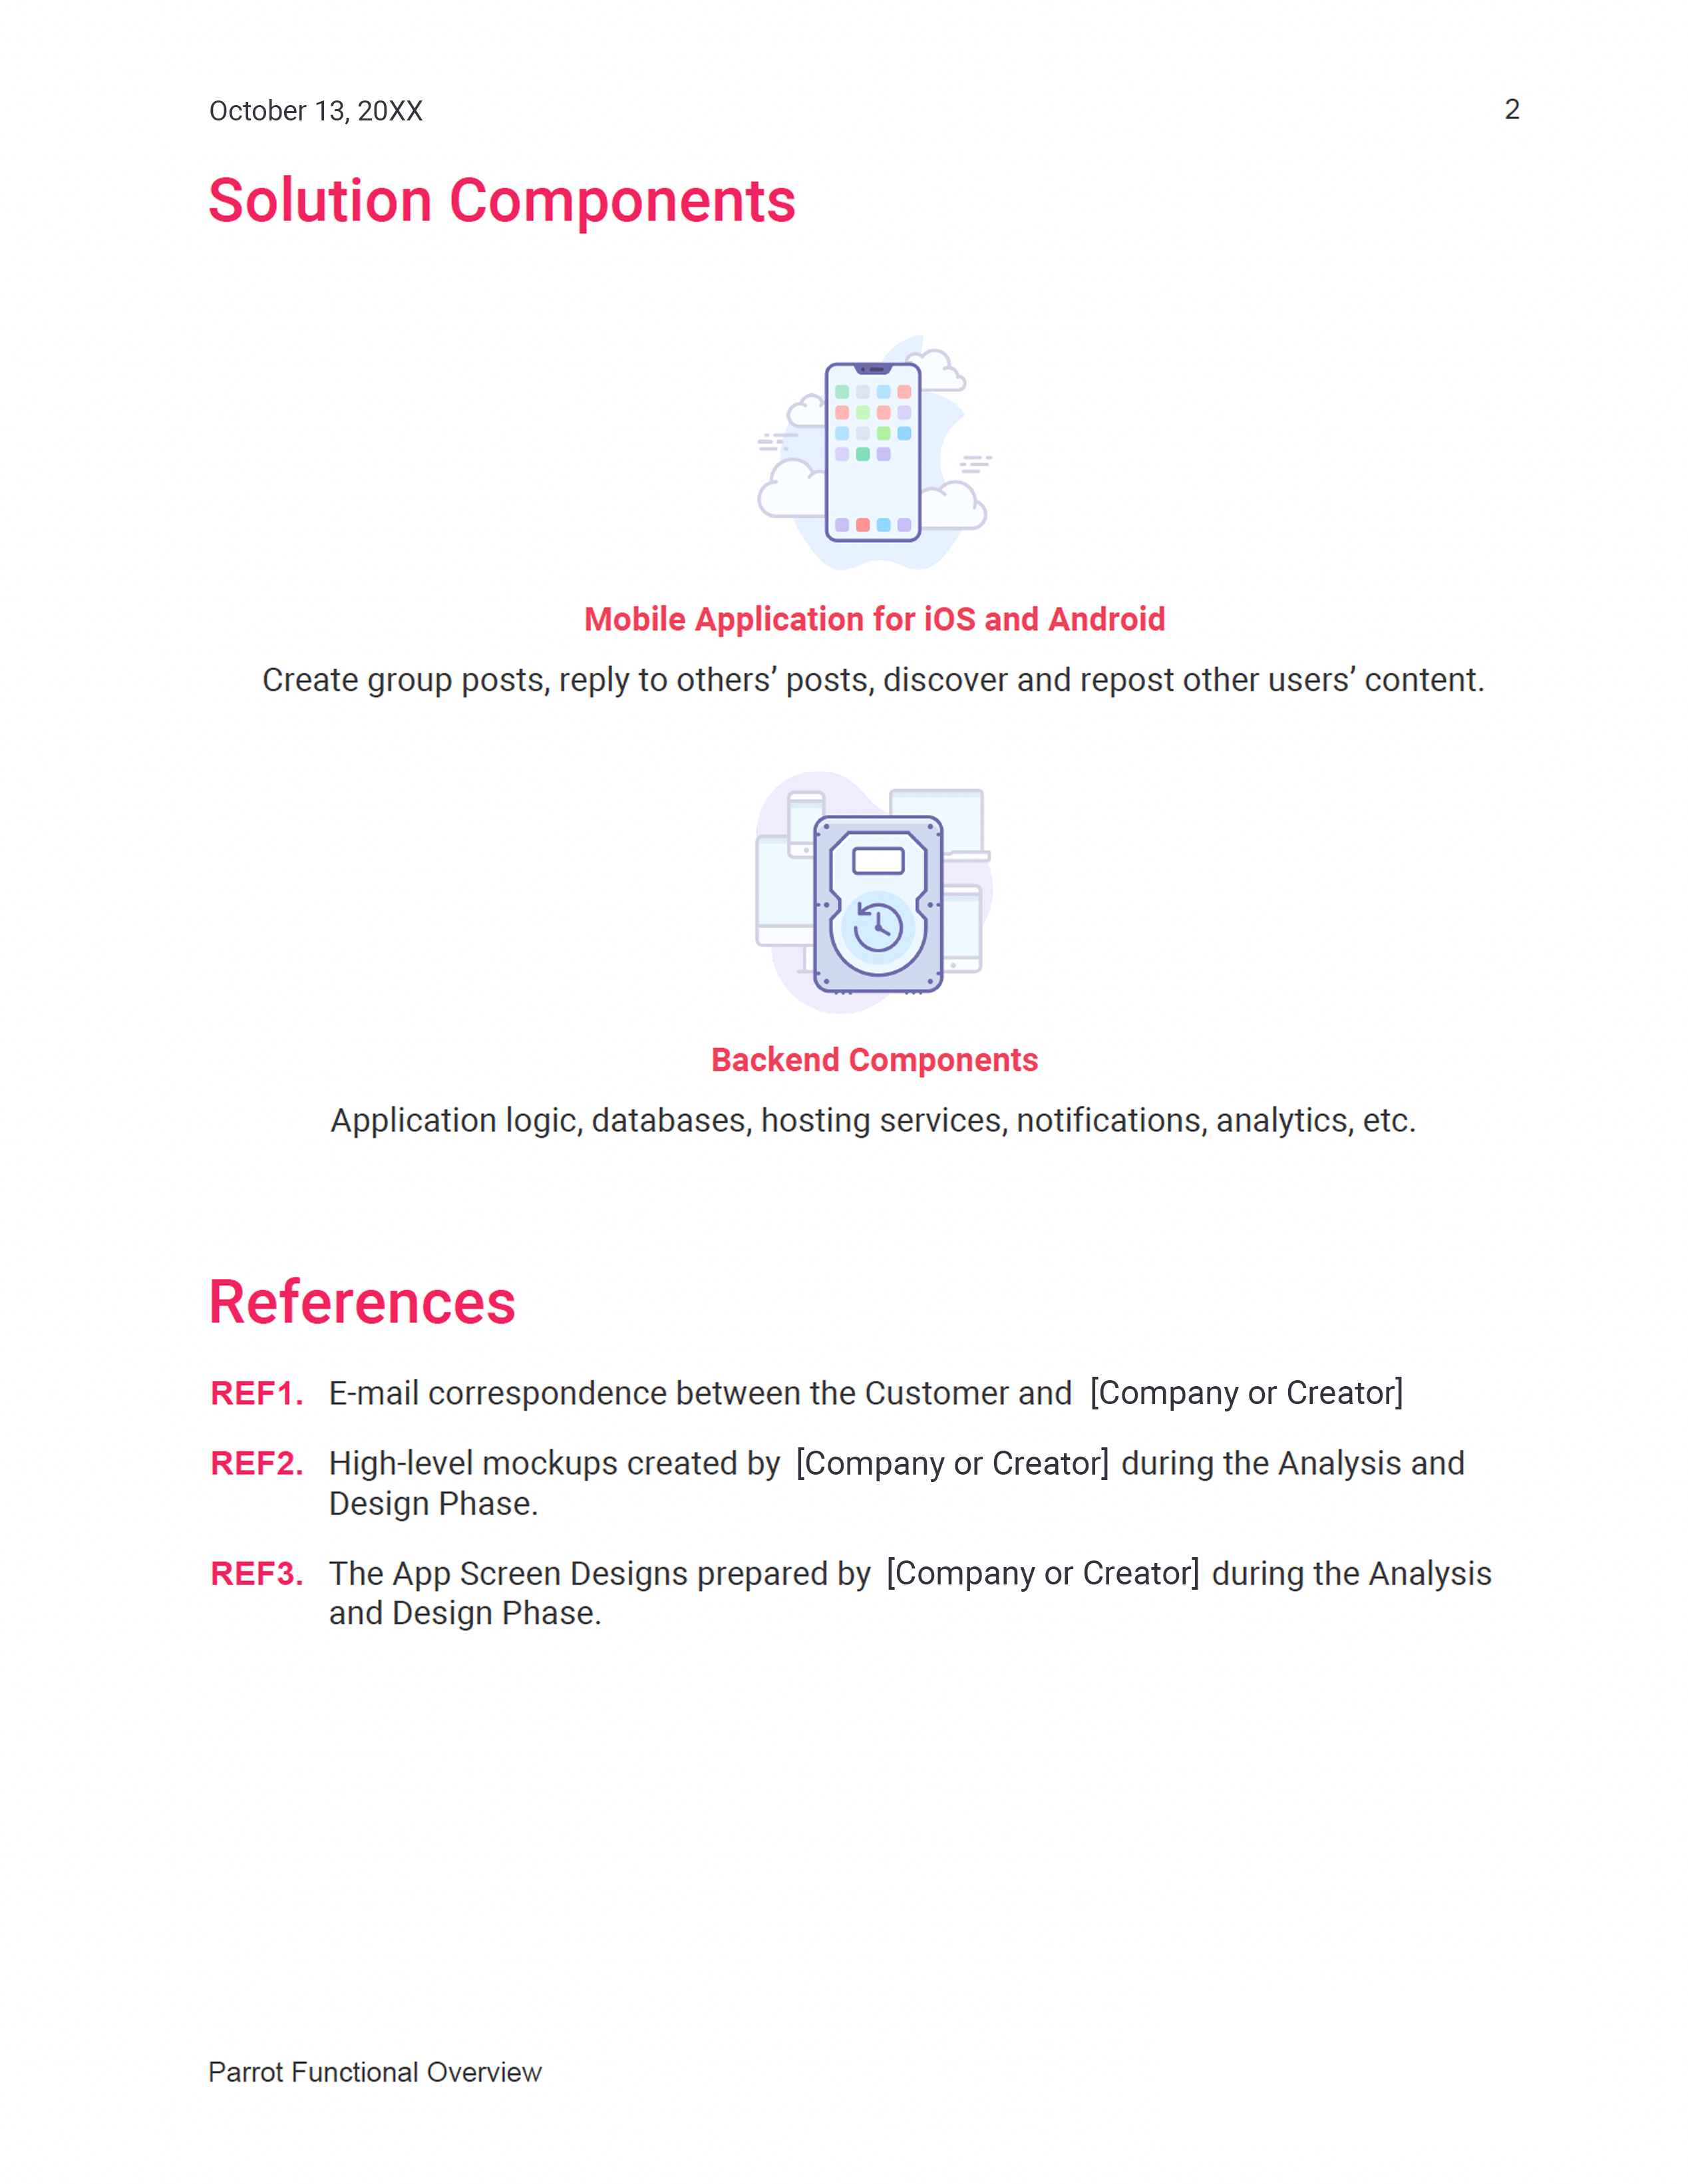 October 13, 20XX
2
Solution Components
Mobile Application for iOS and Android
Create group posts, reply to others’ posts, discover and repost other users’ content.
Backend Components
Application logic, databases, hosting services, notifications, analytics, etc.
References
REF1. E-mail correspondence between the Customer and [Company or Creator]
REF2. High-level mockups created by [Company or Creator] during the Analysis and
Design Phase.
REF3. The App Screen Designs prepared by [Company or Creator] during the Analysis
and Design Phase.
Parrot Functional Overview